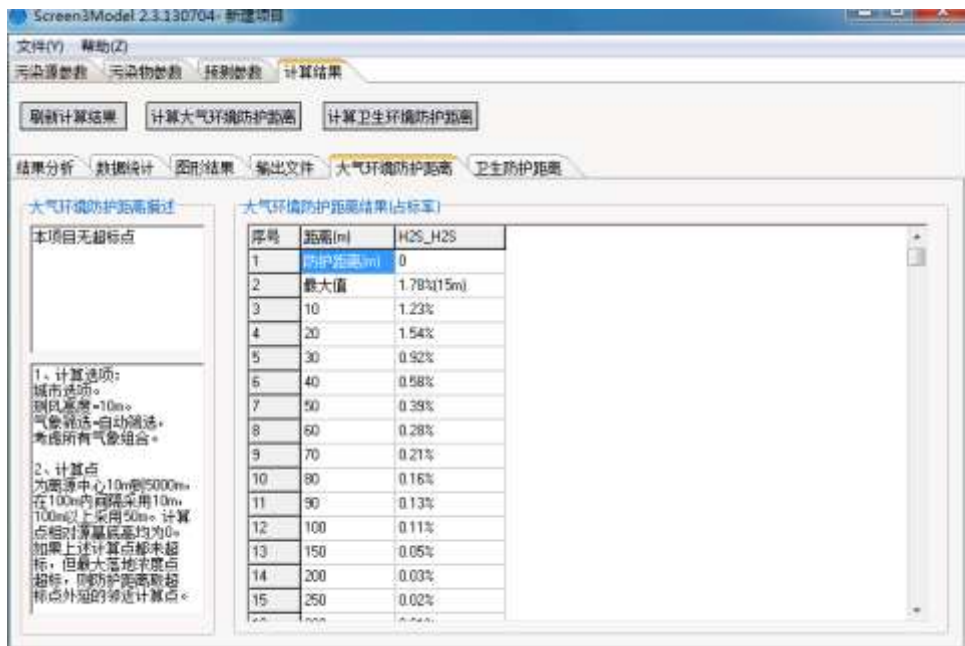 Screen3Model 2.3.130704- 新建项目
文件(Y) 帮助(Z)
污染源参数 污染物参数 预测参数 计算结果
刷新计算结果 计算大气环境防护距离 计算卫生环境防护距离
结果分析 数据统计 图形结果 输出文件 大气环境防护距离 卫生防护距离
大气环境防护距离描述
本项目无超标点
1、计算选项:
城市选项。
测风高度=10m。
气象筛选=自动筛选。
考虑所有气象组合。
2、计算点
为离源中心10m到5000m。
在100m内间隔采用10m,
100m以上采用50m。计算
点相对源基底高均为0。
如果上述计算点都未超
标,但最大落地浓度点
超标,则防护距离取超
标点外延的邻近计算点。
大气环境防护距离结果(占标率)
序号 距离(m) H2S_H2S
1 防护距离(m) 0
2 最大值 1.78%(15m)
3 10 1.23%
4 20 1.54%
5 30 0.92%
6 40 0.58%
7 50 0.39%
8 60 0.28%
9 70 0.21%
10 80 0.16%
11 90 0.13%
12 100 0.11%
13 150 0.05%
14 200 0.03%
15 250 0.02%